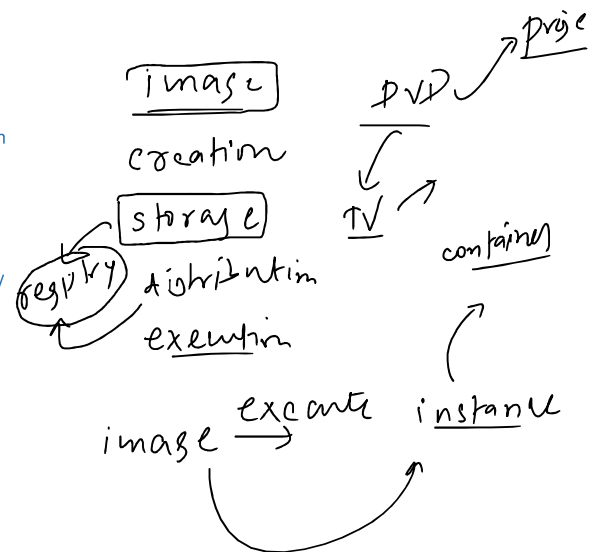 image
creation
storage
registry
distribution
execution
DVD
proje
TV
container
image execute instance